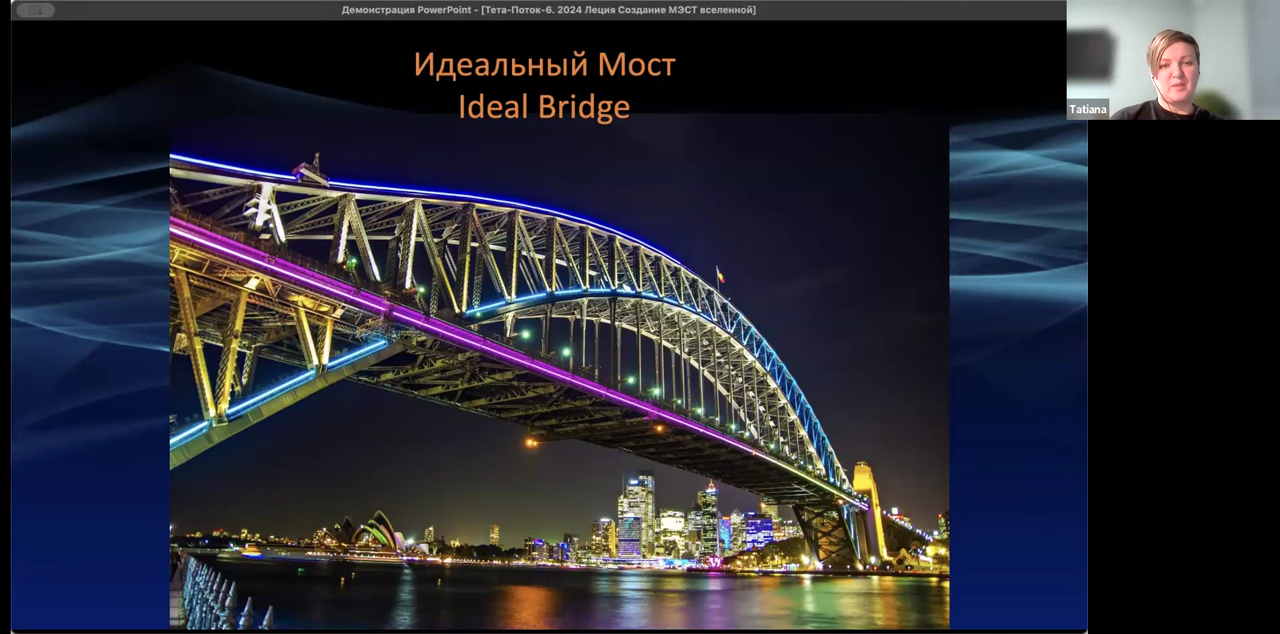 Демонстрация PowerPoint - [Тета-Поток-6. 2024 Леция Создание МЭСТ вселенной]
Идеальный Мост
Ideal Bridge
Tatiana